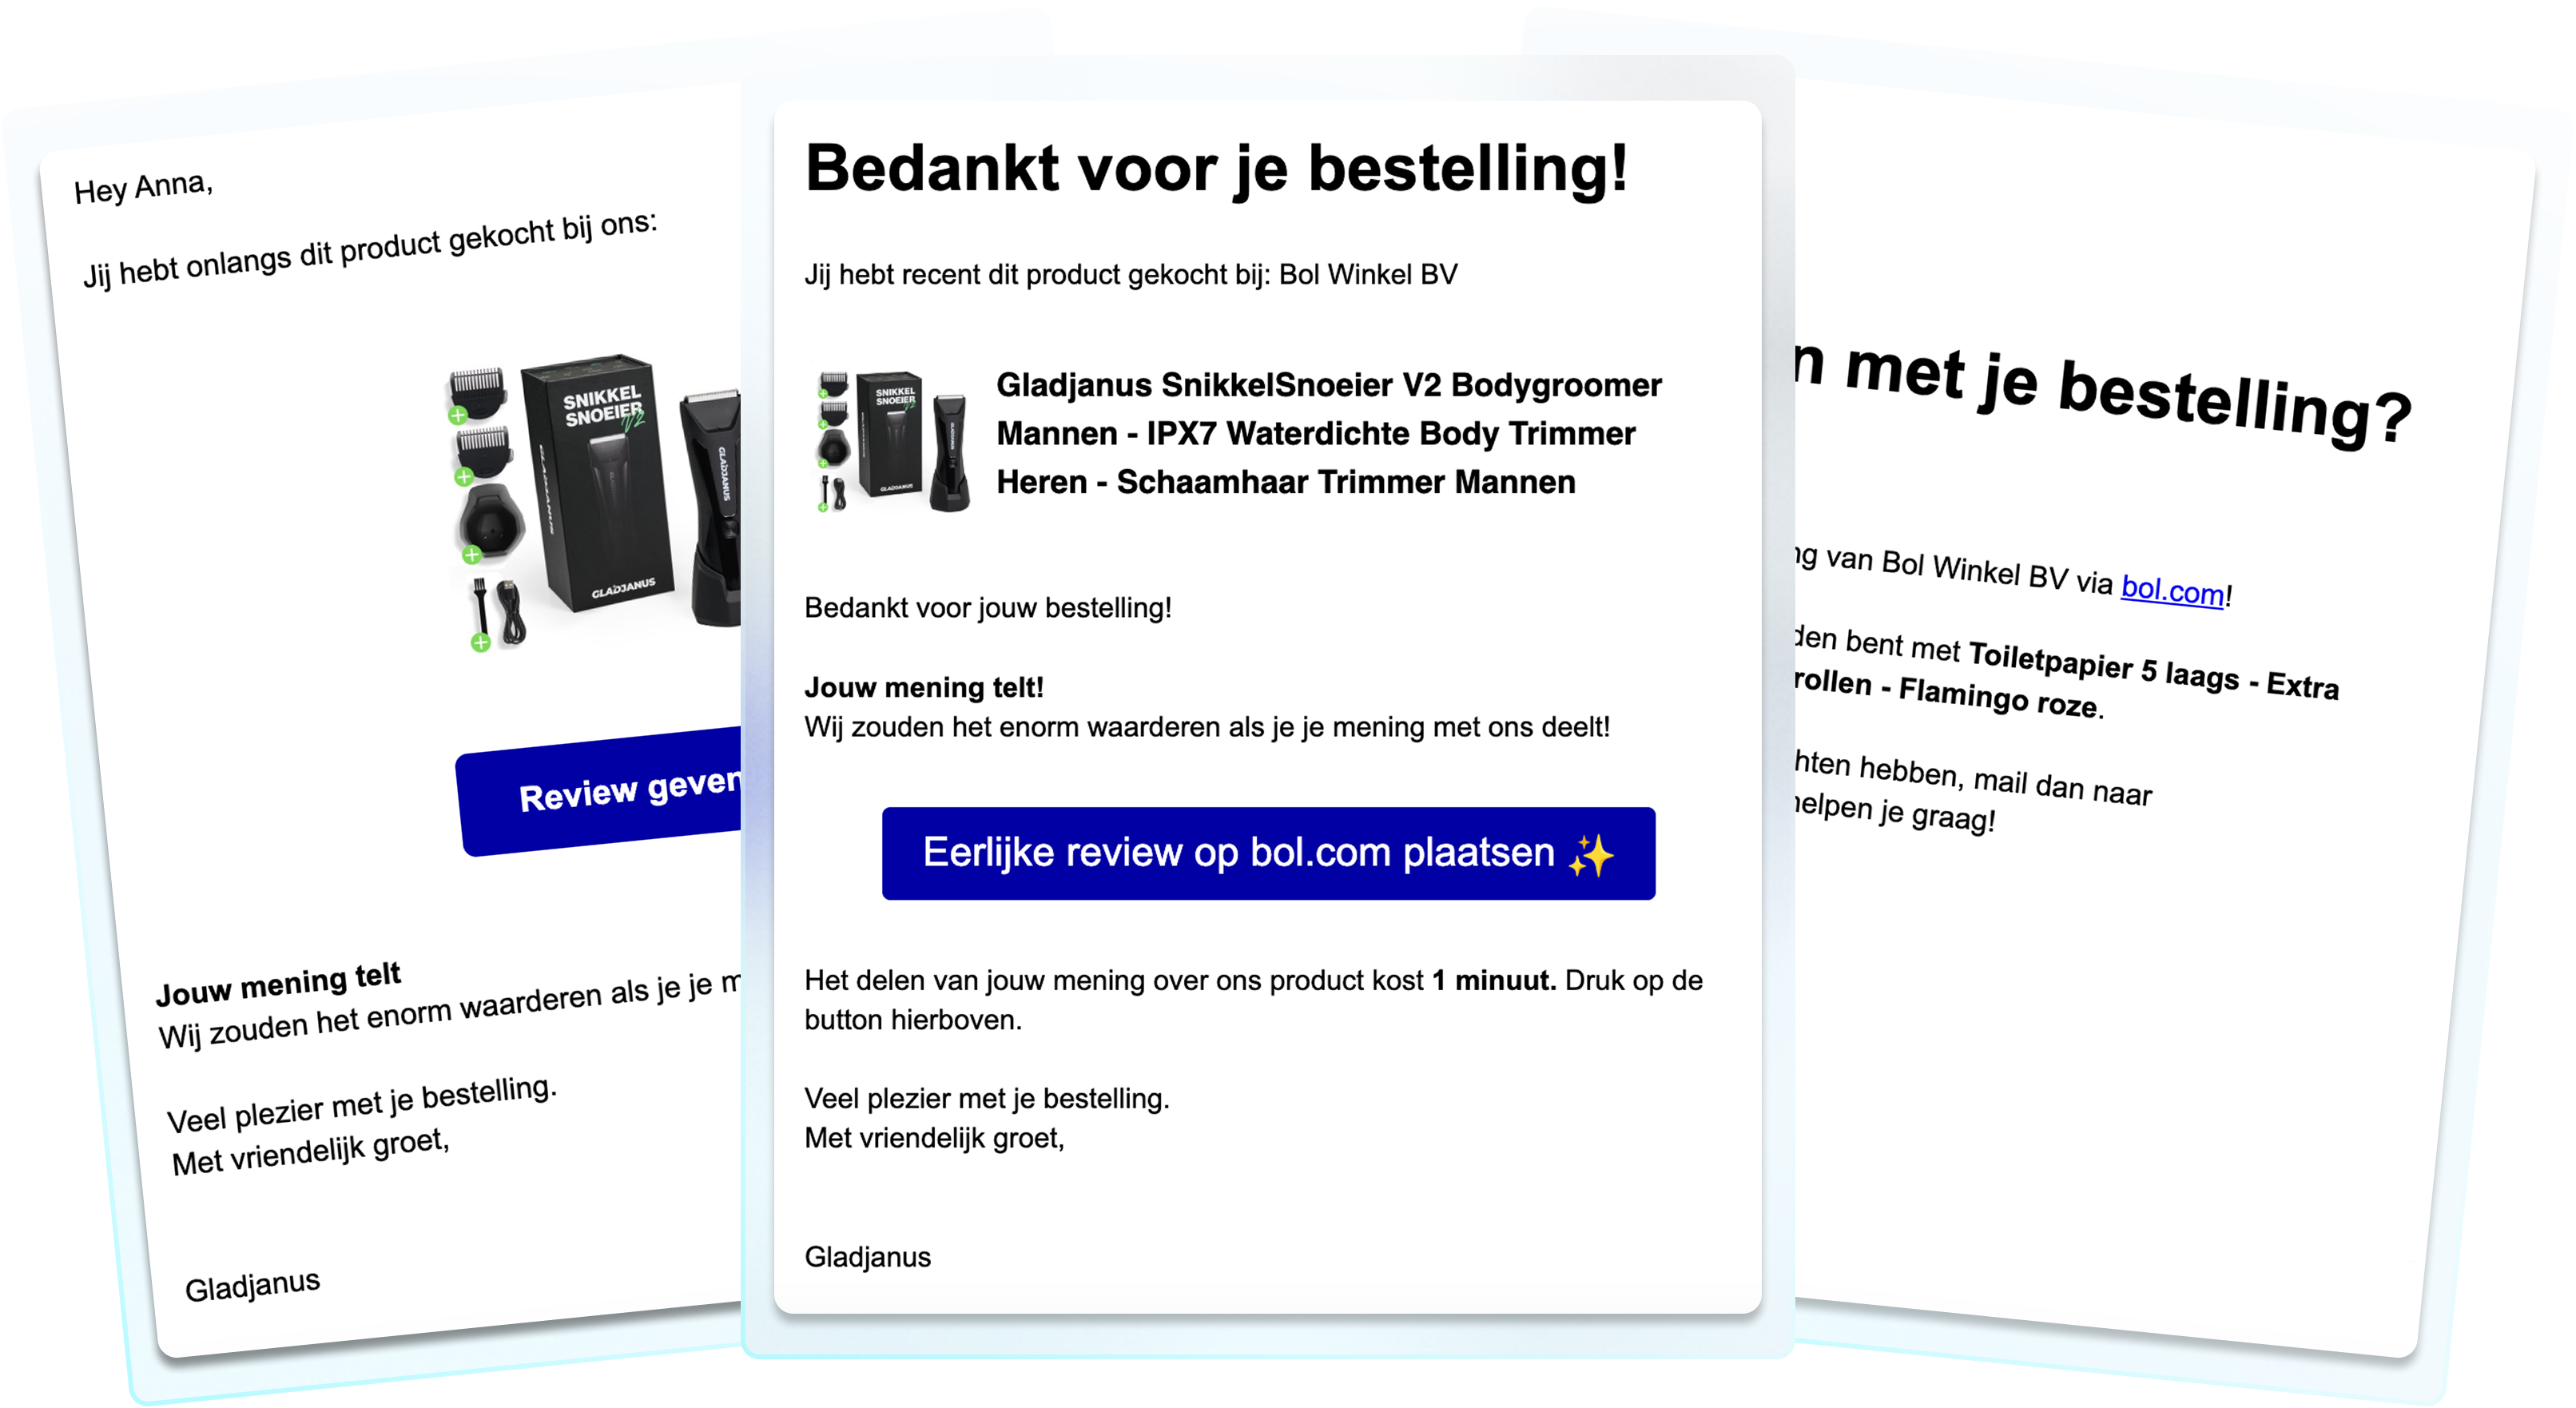 Hey Anna,
Jij hebt onlangs dit product gekocht bij ons:
SNIKKEL
SNOEIER
V2
GLADJANUS
GLADJANUS
GLADJANUS
Review geven
Jouw mening telt
Wij zouden het enorm waarderen als je je m
Veel plezier met je bestelling.
Met vriendelijk groet,
Gladjanus
Bedankt voor je bestelling!
Jij hebt recent dit product gekocht bij: Bol Winkel BV
SNIKKEL
SNOEIER
V2
GLADJANUS
Gladjanus SnikkelSnoeier V2 Bodygroomer
Mannen - IPX7 Waterdichte Body Trimmer
Heren - Schaamhaar Trimmer Mannen
Bedankt voor jouw bestelling!
Jouw mening telt!
Wij zouden het enorm waarderen als je je mening met ons deelt!
Eerlijke review op bol.com plaatsen ✨
Het delen van jouw mening over ons product kost 1 minuut. Druk op de
button hierboven.
Veel plezier met je bestelling.
Met vriendelijk groet,
Gladjanus
n met je bestelling?
ng van Bol Winkel BV via bol.com!
den bent met Toiletpapier 5 laags - Extra
rollen - Flamingo roze.
hten hebben, mail dan naar
helpen je graag!